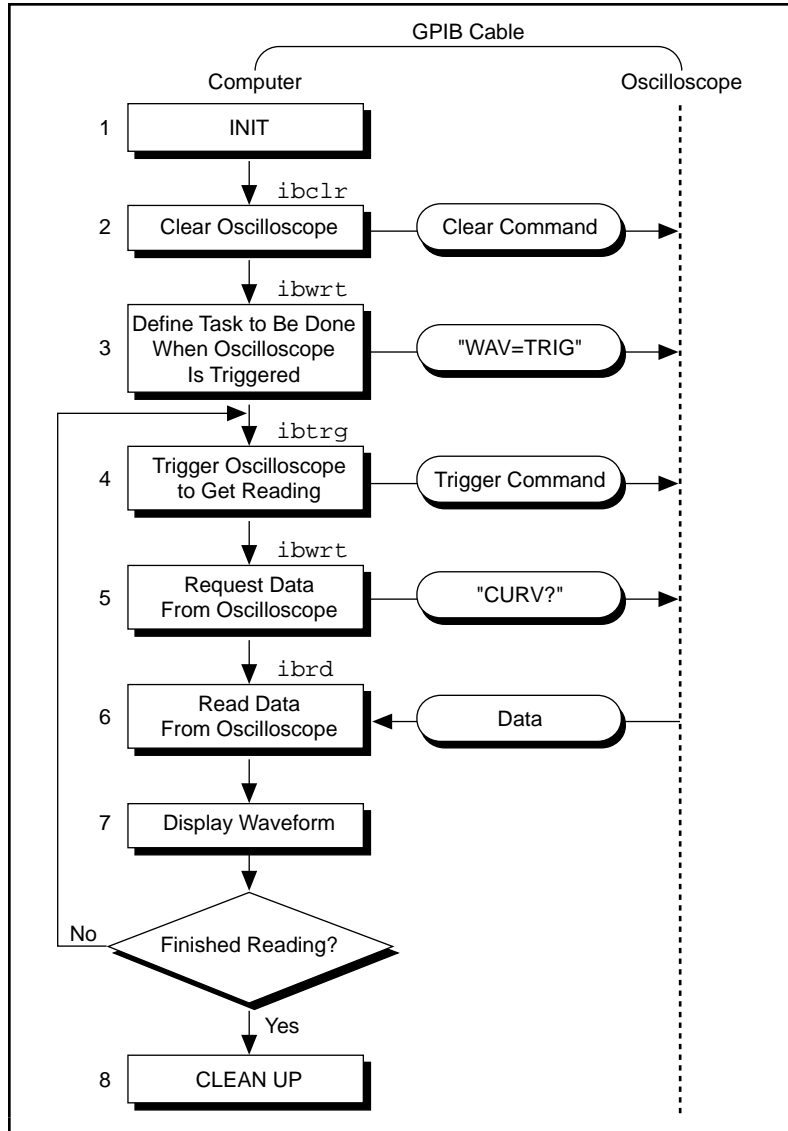 GPIB Cable
Computer
Oscilloscope
1
INIT
ibclr
2
Clear Oscilloscope
Clear Command
ibwrt
3
Define Task to Be Done
When Oscilloscope
Is Triggered
"WAV=TRIG"
ibtrg
4
Trigger Oscilloscope
to Get Reading
Trigger Command
ibwrt
5
Request Data
From Oscilloscope
"CURV?"
ibrd
6
Read Data
From Oscilloscope
Data
7
Display Waveform
No
Finished Reading?
Yes
8
CLEAN UP